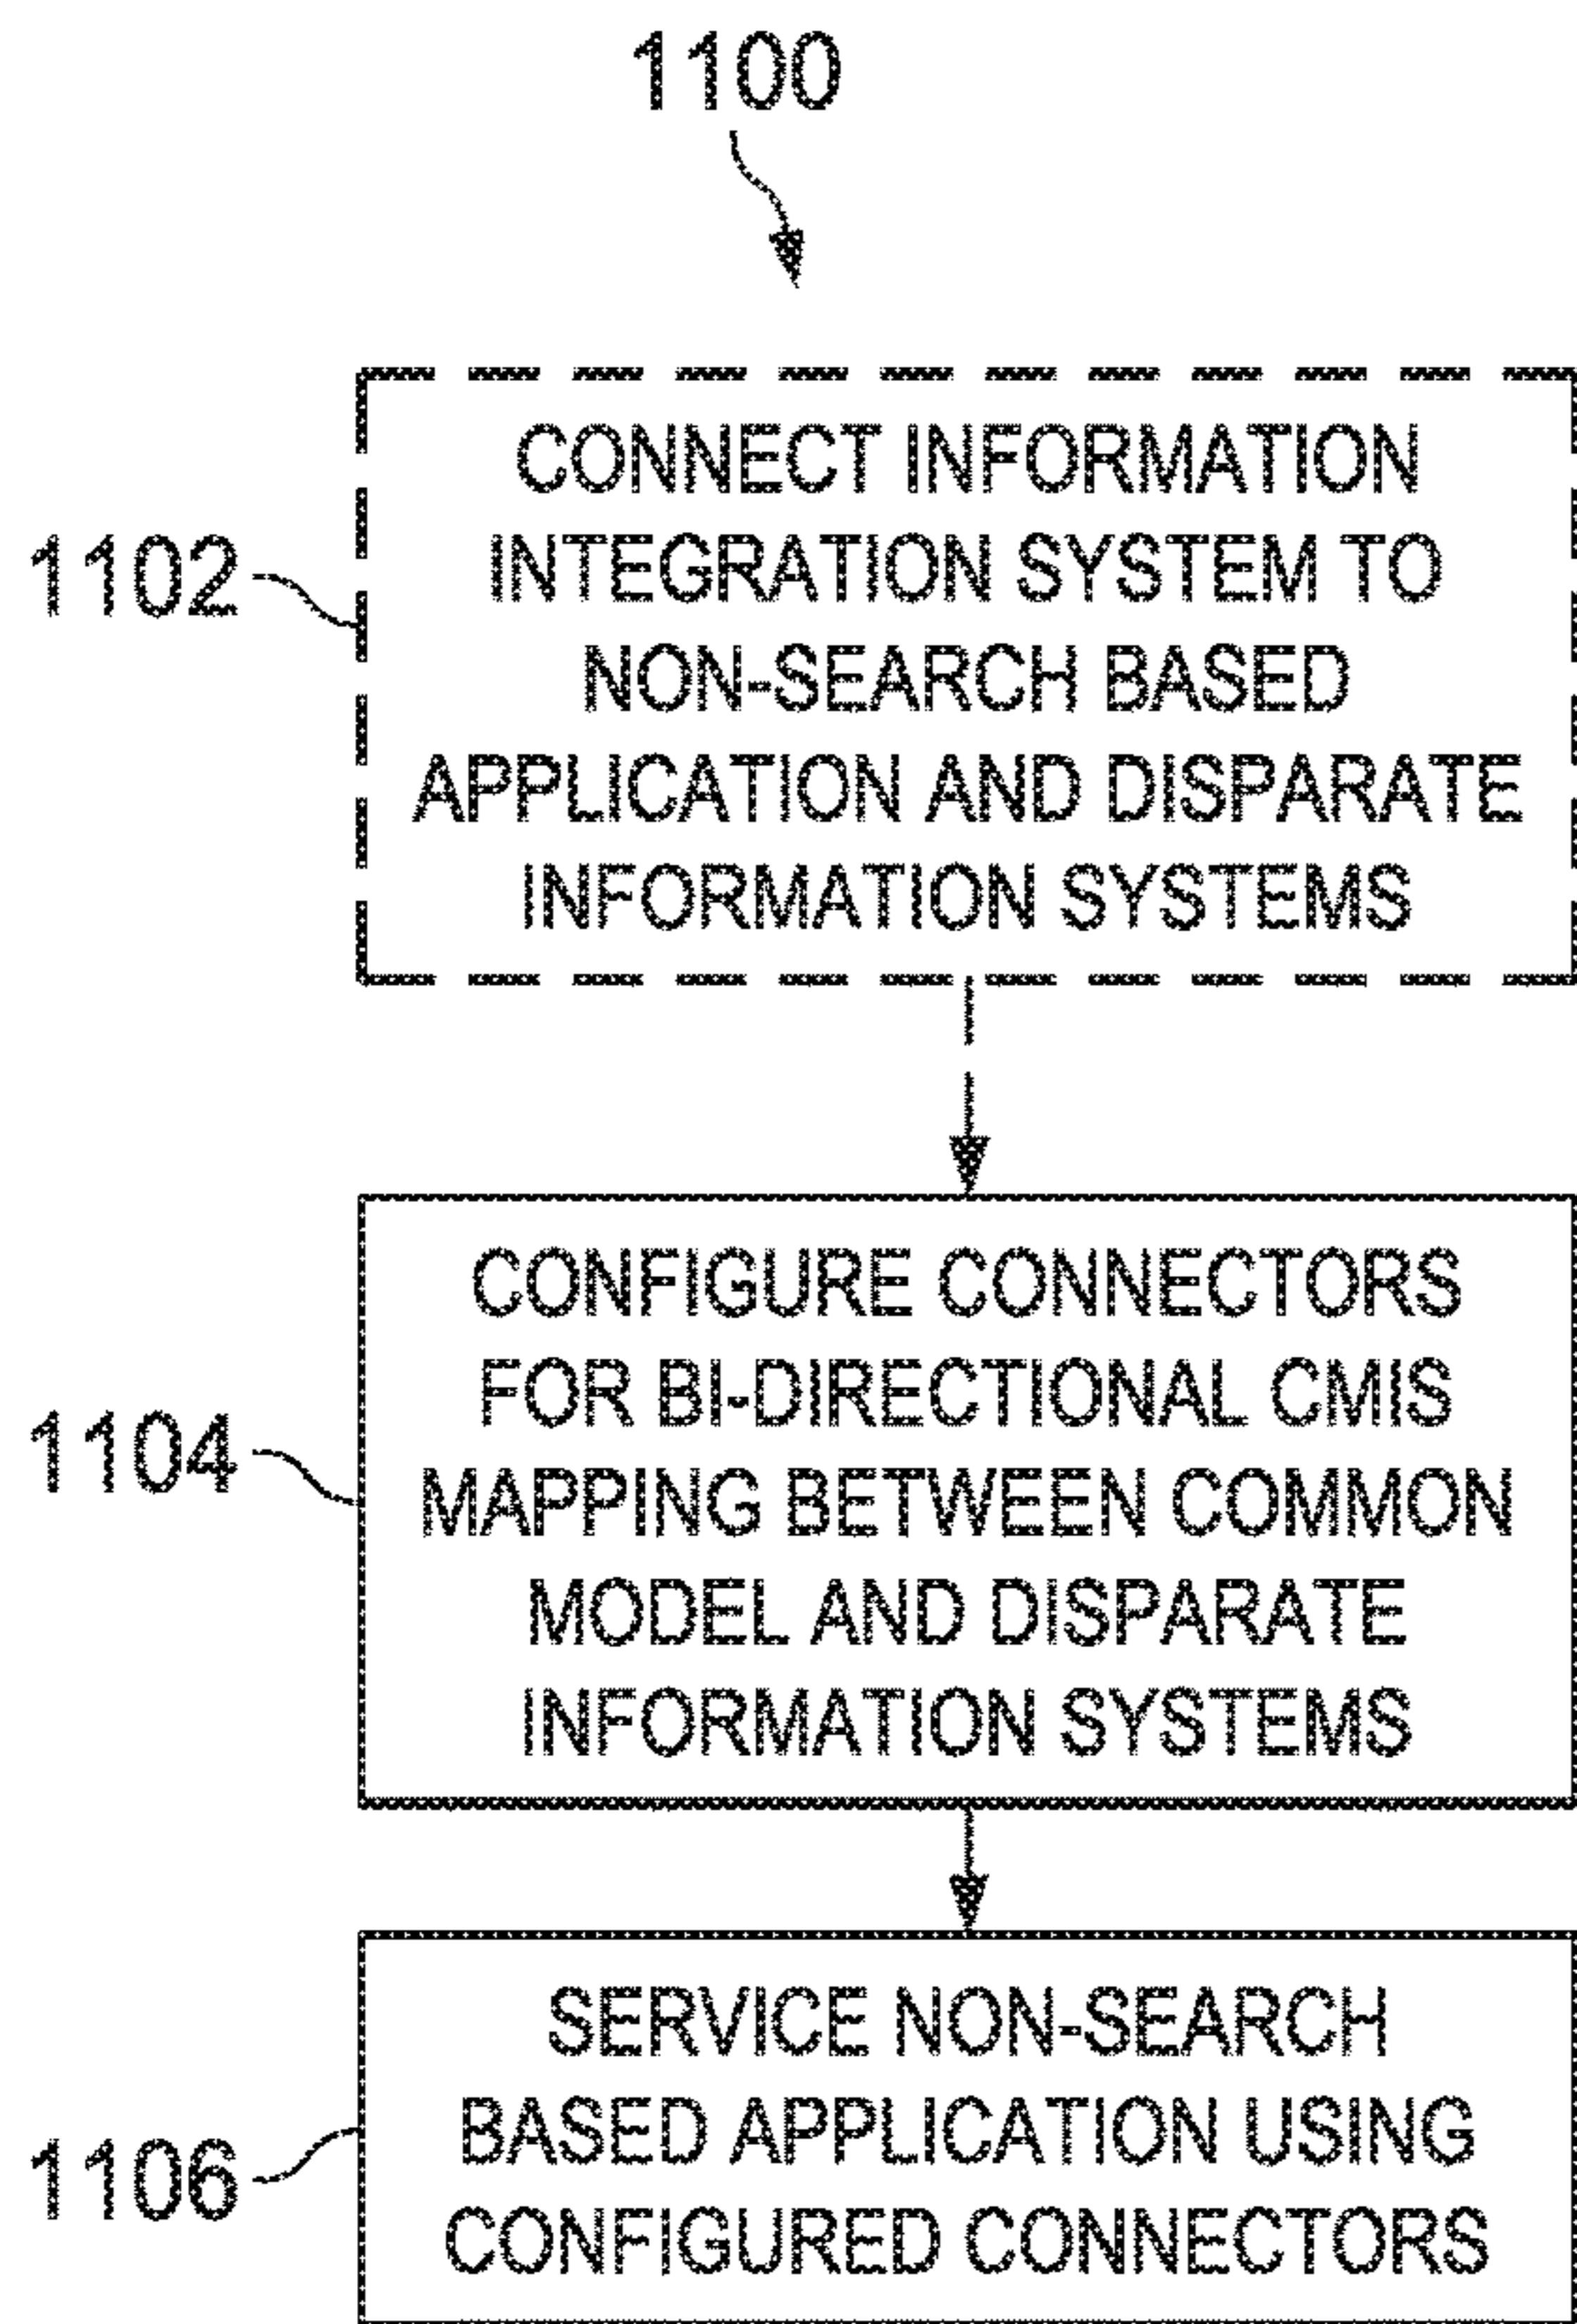 1100
1102
CONNECT INFORMATION
INTEGRATION SYSTEM TO
NON-SEARCH BASED
APPLICATION AND DISPARATE
INFORMATION SYSTEMS
1104
CONFIGURE CONNECTORS
FOR BI-DIRECTIONAL CMIS
MAPPING BETWEEN COMMON
MODEL AND DISPARATE
INFORMATION SYSTEMS
1106
SERVICE NON-SEARCH
BASED APPLICATION USING
CONFIGURED CONNECTORS